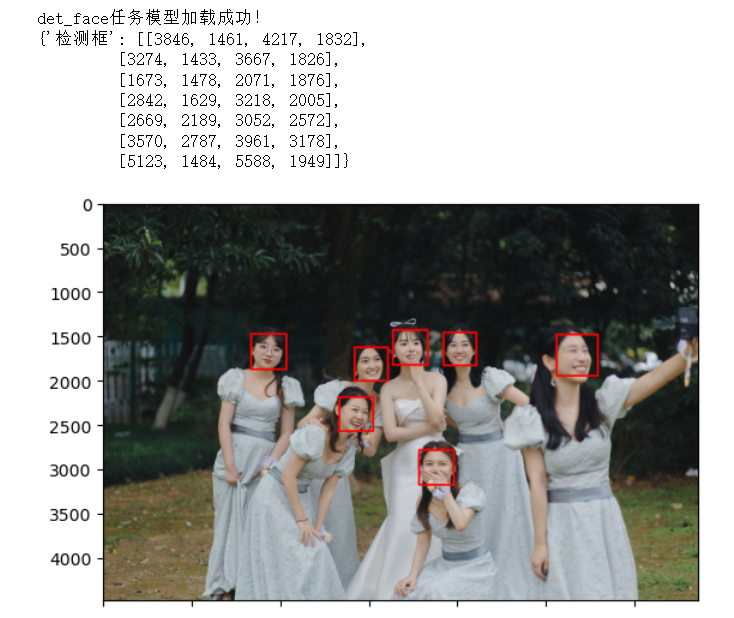 det_face任务模型加载成功!
{'检测框': [[3846, 1461, 4217, 1832],
[3274, 1433, 3667, 1826],
[1673, 1478, 2071, 1876],
[2842, 1629, 3218, 2005],
[2669, 2189, 3052, 2572],
[3570, 2787, 3961, 3178],
[5123, 1484, 5588, 1949]]}
0
500
1000
1500
2000
2500
3000
3500
4000